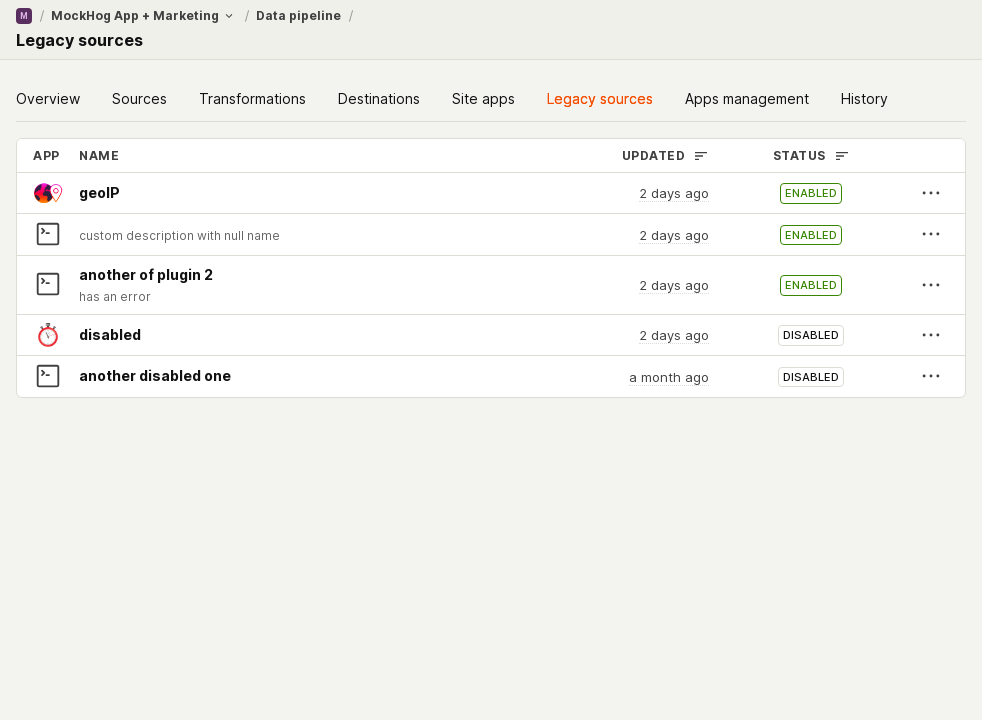 M / MockHog App + Marketing / Data pipeline /
Legacy sources
Overview Sources Transformations Destinations Site apps Legacy sources Apps management History
APP NAME UPDATED STATUS
geoIP 2 days ago ENABLED
custom description with null name 2 days ago ENABLED
another of plugin 2
has an error 2 days ago ENABLED
disabled 2 days ago DISABLED
another disabled one a month ago DISABLED